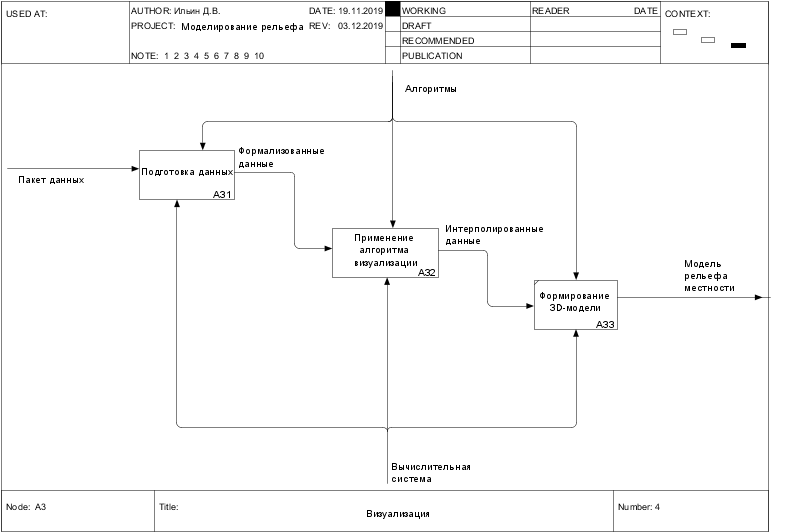 USED AT:
AUTHOR: Ильин Д.В.
DATE: 19.11.2019
WORKING
READER
DATE
CONTEXT:
PROJECT: Моделирование рельефа
REV: 03.12.2019
DRAFT
RECOMMENDED
NOTE: 1 2 3 4 5 6 7 8 9 10
PUBLICATION
Алгоритмы
Формализованные
данные
Подготовка данных
A31
Пакет данных
Интерполированные
данные
Применение
алгоритма
визуализации
A32
Модель
рельефа
местности
Формирование
3D-модели
A33
Вычислительная
система
Node: A3
Title:
Визуализация
Number: 4